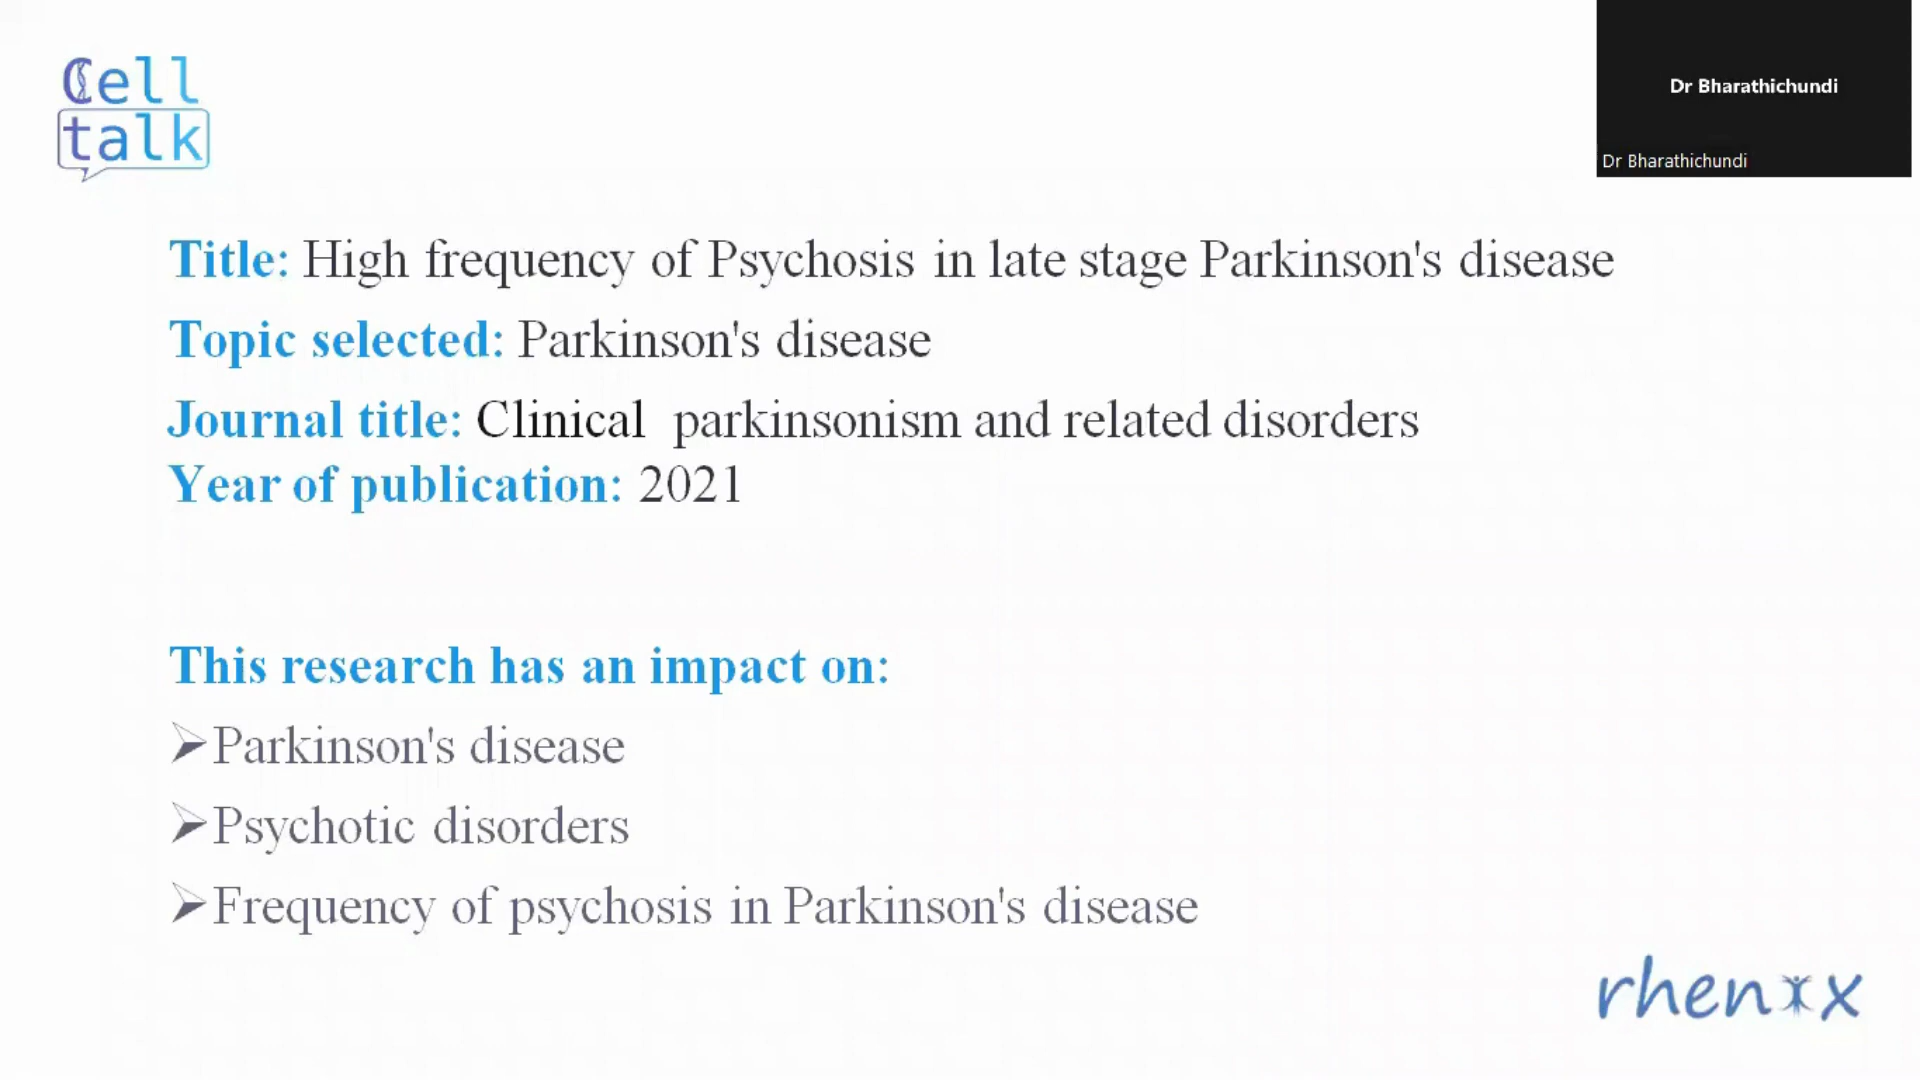 Cell
talk
Dr Bharathichundi
Dr Bharathichundi
Title: High frequency of Psychosis in late stage Parkinson's disease
Topic selected: Parkinson's disease
Journal title: Clinical parkinsonism and related disorders
Year of publication: 2021
This research has an impact on:
➢Parkinson's disease
➢Psychotic disorders
➢Frequency of psychosis in Parkinson's disease
rhenix